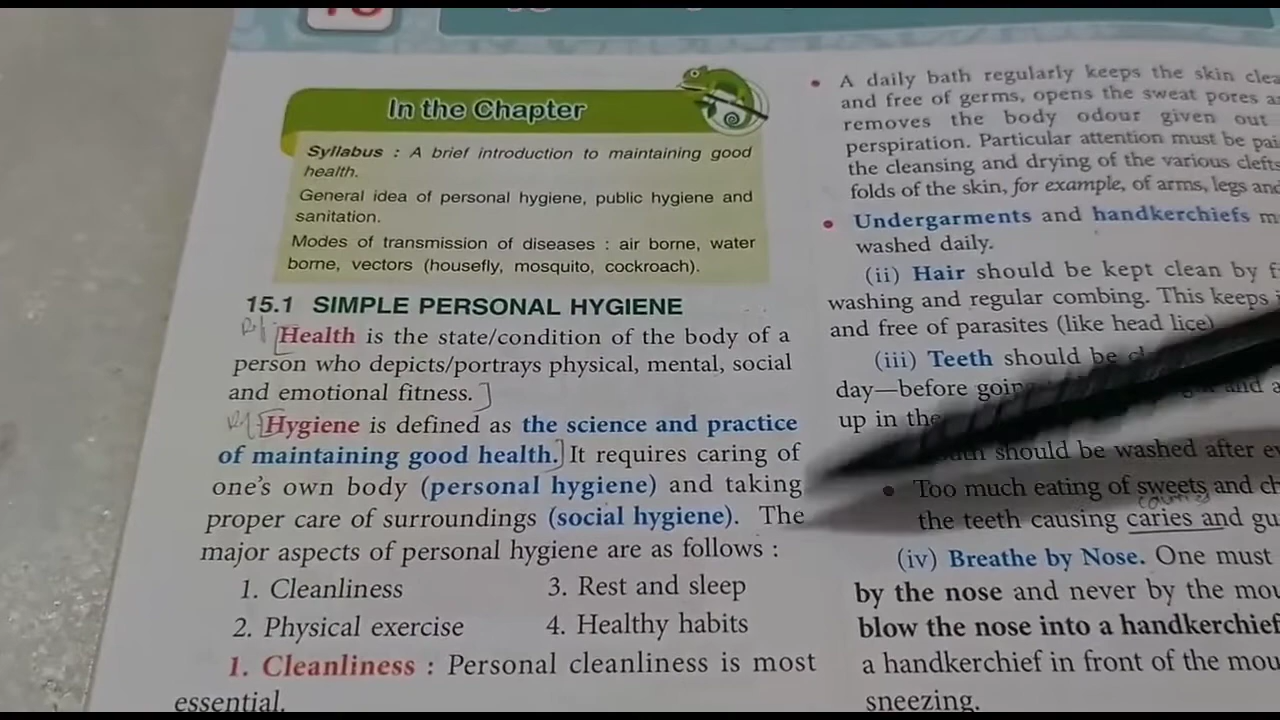 In the Chapter
Syllabus : A brief introduction to maintaining good
health.
General idea of personal hygiene, public hygiene and
sanitation.
Modes of transmission of diseases : air borne, water
borne, vectors (housefly, mosquito, cockroach).
15.1 SIMPLE PERSONAL HYGIENE
Health is the state/condition of the body of a
person who depicts/portrays physical, mental, social
and emotional fitness.
Hygiene is defined as the science and practice
of maintaining good health. It requires caring of
one's own body (personal hygiene) and taking
proper care of surroundings (social hygiene). The
major aspects of personal hygiene are as follows :
1. Cleanliness 3. Rest and sleep
2. Physical exercise 4. Healthy habits
1. Cleanliness : Personal cleanliness is most
essential.
• A daily bath regularly keeps the skin
and free of germs, opens the sweat pores
removes the body odour given out
perspiration. Particular attention must be
the cleansing and drying of the various clefts
folds of the skin, for example, of arms, legs
• Undergarments and handkerchiefs
washed daily.
(ii) Hair should be kept clean by
washing and regular combing. This keeps
and free of parasites (like head lice)
(iii) Teeth should be
day—before
up in the
should be washed after
• Too much eating of sweets and
the teeth causing caries and
(iv) Breathe by Nose. One must
by the nose and never by the
blow the nose into a handkerchief
a handkerchief in front of the
sneezing.